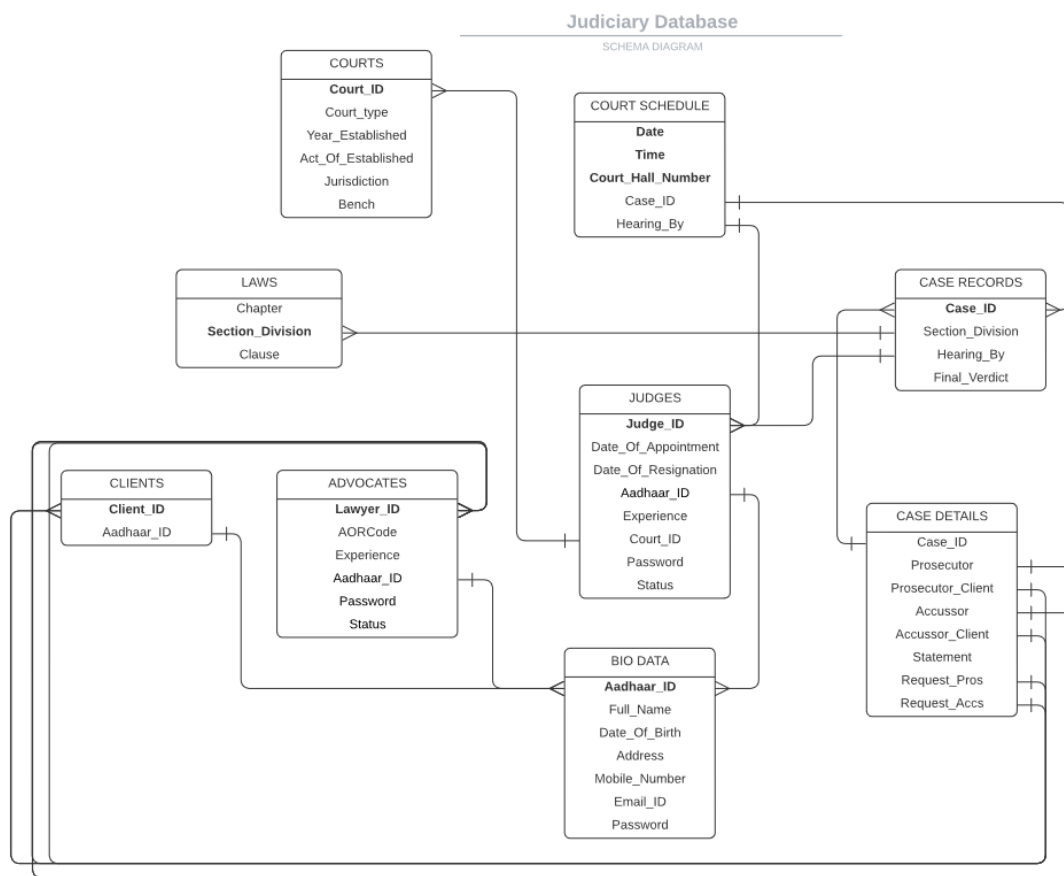 Judiciary Database
SCHEMA DIAGRAM
COURTS
Court_ID
Court_type
Year_Established
Act_Of_Established
Jurisdiction
Bench
COURT SCHEDULE
Date
Time
Court_Hall_Number
Case_ID
Hearing_By
LAWS
Chapter
Section_Division
Clause
CASE RECORDS
Case_ID
Section_Division
Hearing_By
Final_Verdict
JUDGES
Judge_ID
Date_Of_Appointment
Date_Of_Resignation
Aadhaar_ID
Experience
Court_ID
Password
Status
CLIENTS
Client_ID
Aadhaar_ID
ADVOCATES
Lawyer_ID
AORCode
Experience
Aadhaar_ID
Password
Status
CASE DETAILS
Case_ID
Prosecutor
Prosecutor_Client
Accussor
Accussor_Client
Statement
Request_Pros
Request_Accs
BIO DATA
Aadhaar_ID
Full_Name
Date_Of_Birth
Address
Mobile_Number
Email_ID
Password